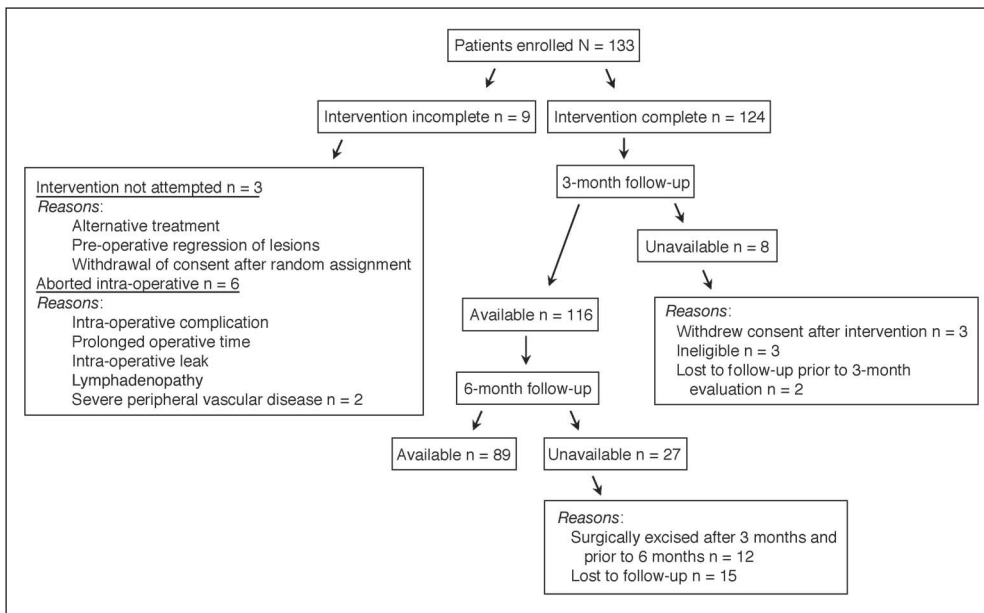 Patients enrolled N = 133
Intervention incomplete n = 9
Intervention complete n = 124
Intervention not attempted n = 3
Reasons:
Alternative treatment
Pre-operative regression of lesions
Withdrawal of consent after random assignment
Aborted intra-operative n = 6
Reasons:
Intra-operative complication
Prolonged operative time
Intra-operative leak
Lymphadenopathy
Severe peripheral vascular disease n = 2
3-month follow-up
Unavailable n = 8
Reasons:
Withdrew consent after intervention n = 3
Ineligible n = 3
Lost to follow-up prior to 3-month
evaluation n = 2
Available n = 116
6-month follow-up
Available n = 89
Unavailable n = 27
Reasons:
Surgically excised after 3 months and
prior to 6 months n = 12
Lost to follow-up n = 15